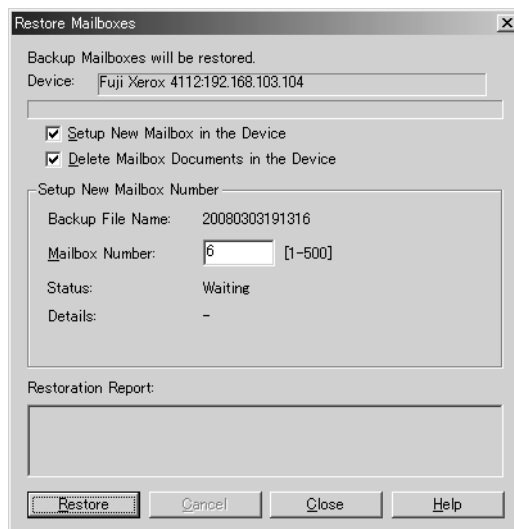 Restore Mailboxes
Backup Mailboxes will be restored.
Device: Fuji Xerox 4112:192.168.103.104
Setup New Mailbox in the Device
Delete Mailbox Documents in the Device
Setup New Mailbox Number
Backup File Name: 20080303191316
Mailbox Number: 6 [1-500]
Status: Waiting
Details: -
Restoration Report:
Restore Cancel Close Help